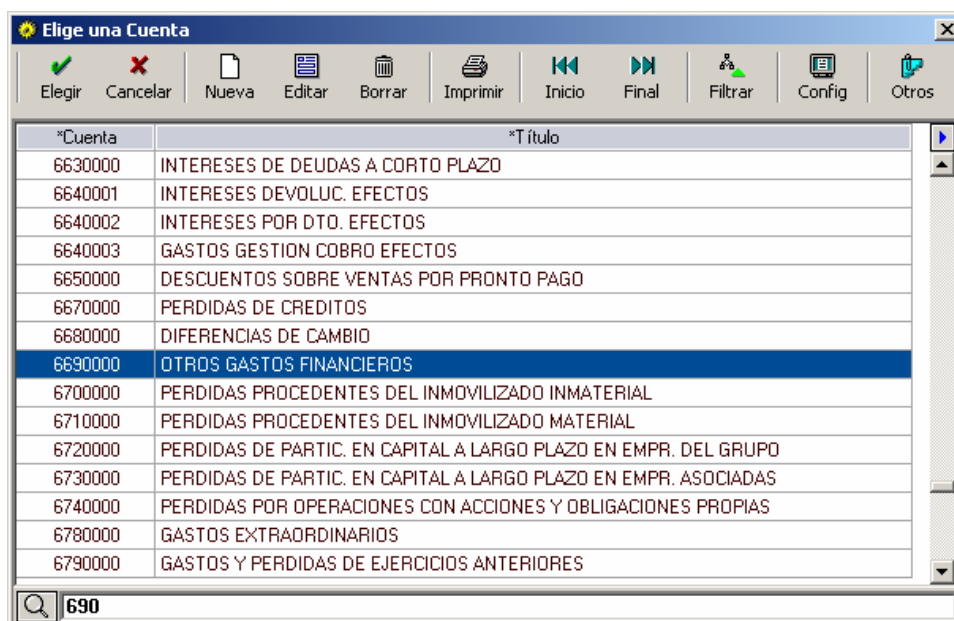 Elige una Cuenta
Elegir Cancelar Nueva Editar Borrar Imprimir Inicio Final Filtrar Config Otros
*Cuenta *Título
6630000 INTERESES DE DEUDAS A CORTO PLAZO
6640001 INTERESES DEVOLUC. EFECTOS
6640002 INTERESES POR DTO. EFECTOS
6640003 GASTOS GESTION COBRO EFECTOS
6650000 DESCUENTOS SOBRE VENTAS POR PRONTO PAGO
6670000 PERDIDAS DE CREDITOS
6680000 DIFERENCIAS DE CAMBIO
6690000 OTROS GASTOS FINANCIEROS
6700000 PERDIDAS PROCEDENTES DEL INMOVILIZADO INMATERIAL
6710000 PERDIDAS PROCEDENTES DEL INMOVILIZADO MATERIAL
6720000 PERDIDAS DE PARTIC. EN CAPITAL A LARGO PLAZO EN EMPR. DEL GRUPO
6730000 PERDIDAS DE PARTIC. EN CAPITAL A LARGO PLAZO EN EMPR. ASOCIADAS
6740000 PERDIDAS POR OPERACIONES CON ACCIONES Y OBLIGACIONES PROPIAS
6780000 GASTOS EXTRAORDINARIOS
6790000 GASTOS Y PERDIDAS DE EJERCICIOS ANTERIORES
690